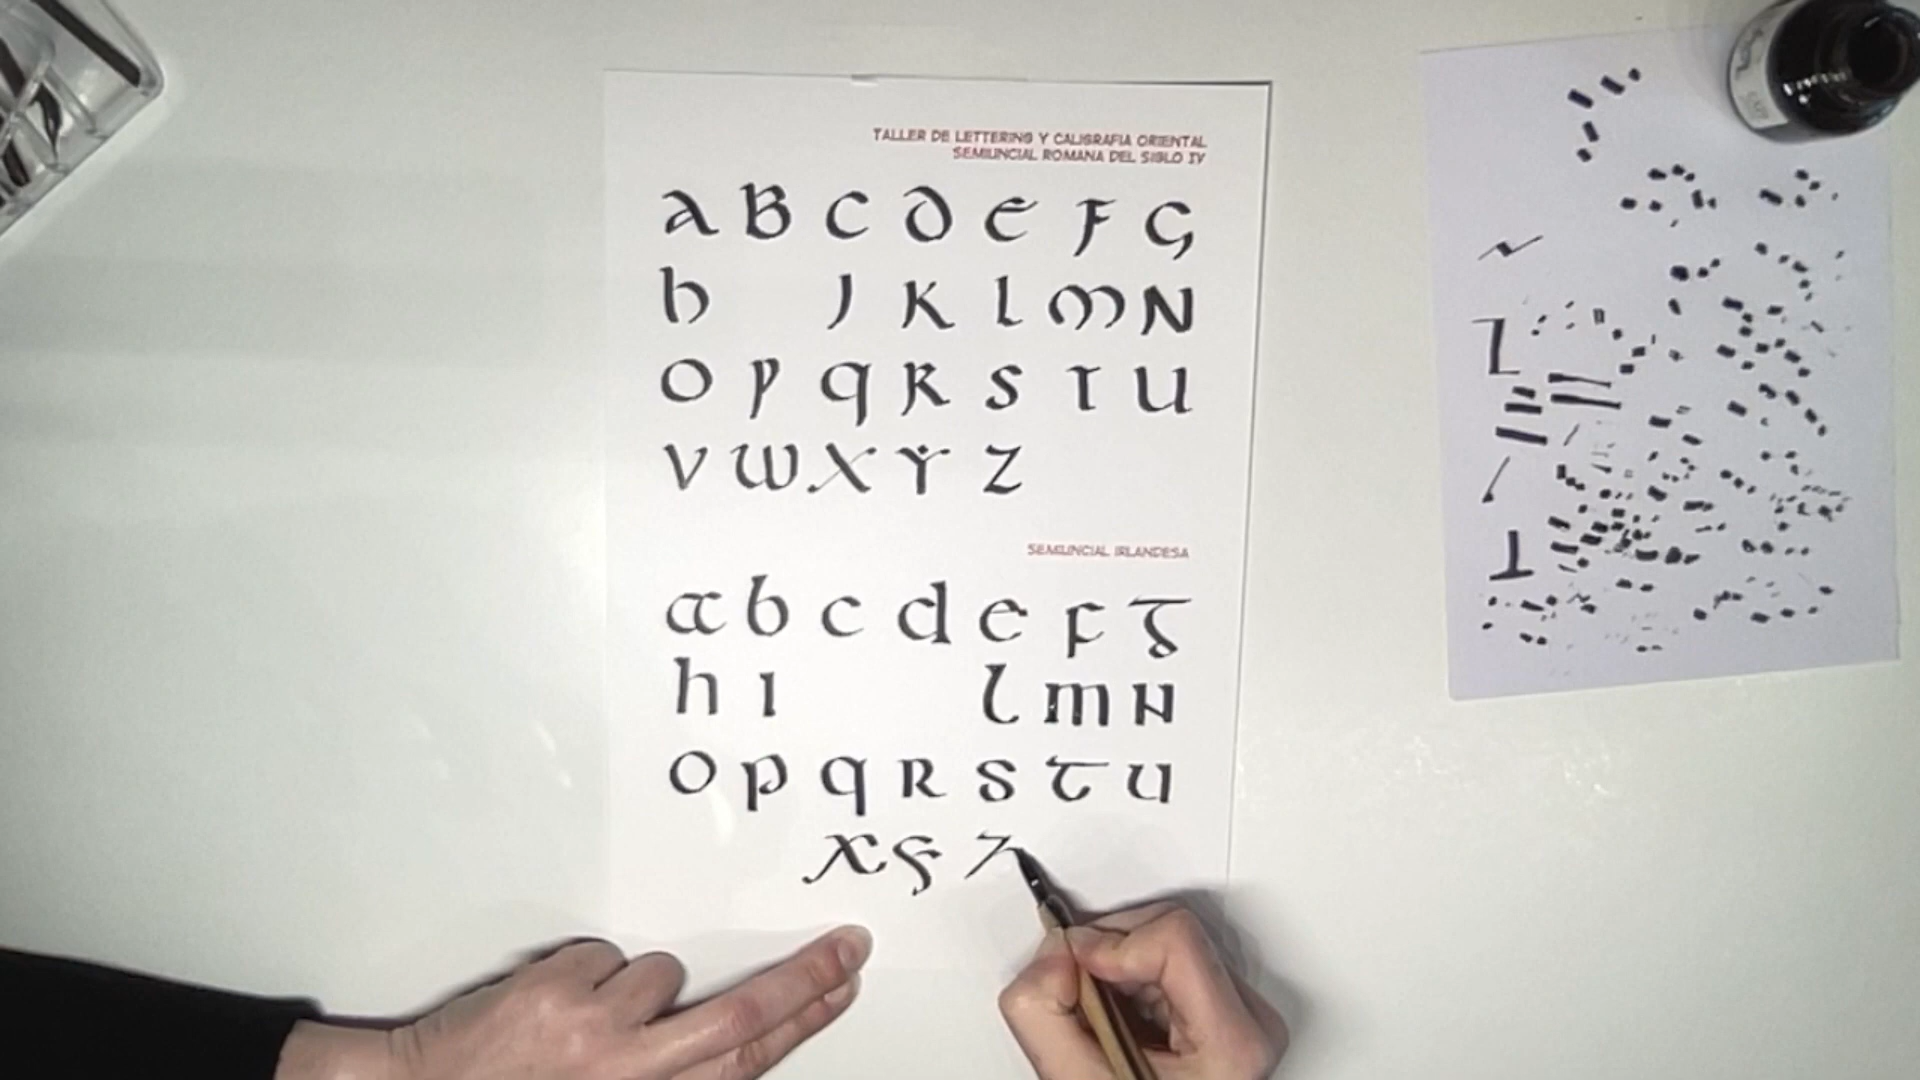 TALLER DE LETTERING Y CALIGRAFIA ORIENTAL
SEMIUNCIAL ROMANA DEL SIGLO IV
a B c d e F G
h J K l m N
o p q R s T U
V W X Y Z
SEMIUNCIAL IRLANDESA
a b c d e F G
h I l m N
o p q R S T U
X Y Z